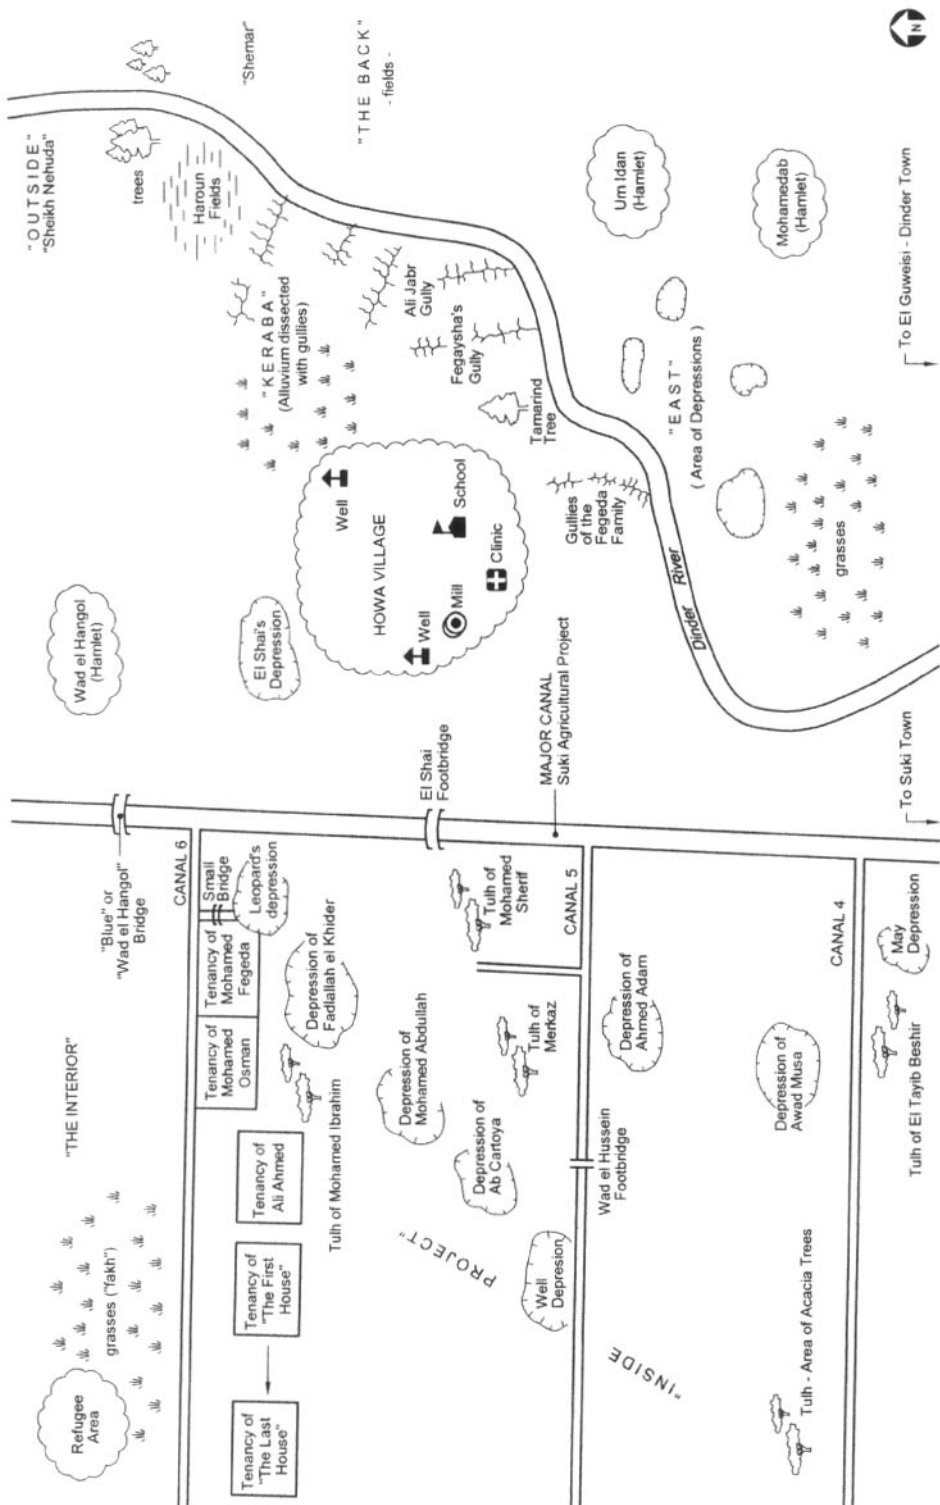 Refugee
Area
grasses ("fakh")
"THE INTERIOR"
"Blue" or
"Wad el Hangol"
Bridge
Wad el Hangol
(Hamlet)
"OUTSIDE"
"Sheikh Nehuda"
trees
CANAL 6
Tenancy of
"The Last
House"
Tenancy of
"The First
House"
Tenancy of
Ali Ahmed
Tenancy of
Mohamed
Osman
Tenancy of
Mohamed
Fegeda
Small
Bridge
Leopard's
depression
El Shai's
Depression
Haroun
Fields
"Shemar"
"KERABA"
(Alluvium dissected
with gullies)
Tulh of Mohamed Ibrahim
Depression of
Fadlallah el Khider
"THE BACK"
- fields -
Well
HOWA VILLAGE
Well
Mill
School
Clinic
Ali Jabr
Gully
Fegaysha's
Gully
Tamarind
Tree
Depression of
Mohamed Abdullah
El Shai
Footbridge
Depression of
Ab Cartoya
Tulh of
Mohamed
Sherif
Tulh of
Merkaz
"INSIDE PROJECT"
Well
Depresion
MAJOR CANAL
Suki Agricultural Project
Gullies
of the
Fegeda
Family
CANAL 5
Wad el Hussein
Footbridge
Depression of
Ahmed Adam
Um Idan
(Hamlet)
Dinder River
"EAST"
(Area of Depressions)
Depression of
Awad Musa
Mohamedab
(Hamlet)
Tulh - Area of Acacia Trees
CANAL 4
grasses
May
Depression
Tulh of El Tayib Beshir
To Suki Town
To El Guweisi - Dinder Town
N